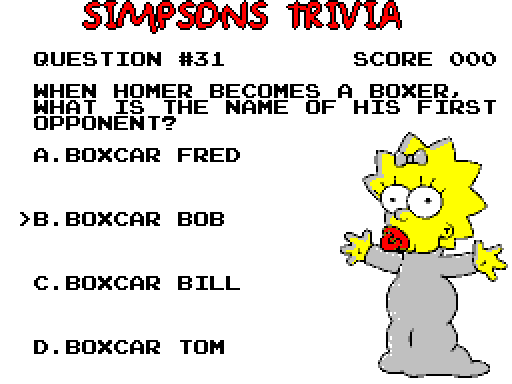 SIMPSONS TRIVIA
QUESTION #31 SCORE 000
WHEN HOMER BECOMES A BOXER,
WHAT IS THE NAME OF HIS FIRST
OPPONENT?
A.BOXCAR FRED
>B.BOXCAR BOB
C.BOXCAR BILL
D.BOXCAR TOM